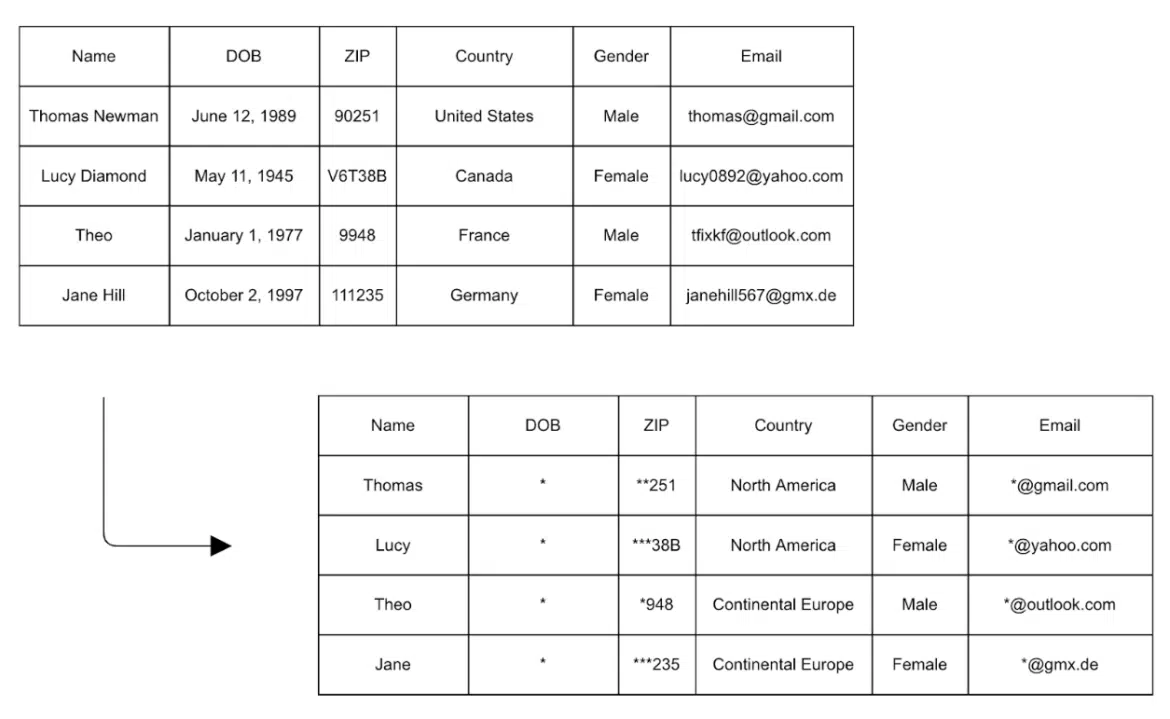 Name DOB ZIP Country Gender Email
Thomas Newman June 12, 1989 90251 United States Male thomas@gmail.com
Lucy Diamond May 11, 1945 V6T38B Canada Female lucy0892@yahoo.com
Theo January 1, 1977 9948 France Male tfixkf@outlook.com
Jane Hill October 2, 1997 111235 Germany Female janehill567@gmx.de
Name DOB ZIP Country Gender Email
Thomas * **251 North America Male *@gmail.com
Lucy * ***38B North America Female *@yahoo.com
Theo * *948 Continental Europe Male *@outlook.com
Jane * ***235 Continental Europe Female *@gmx.de